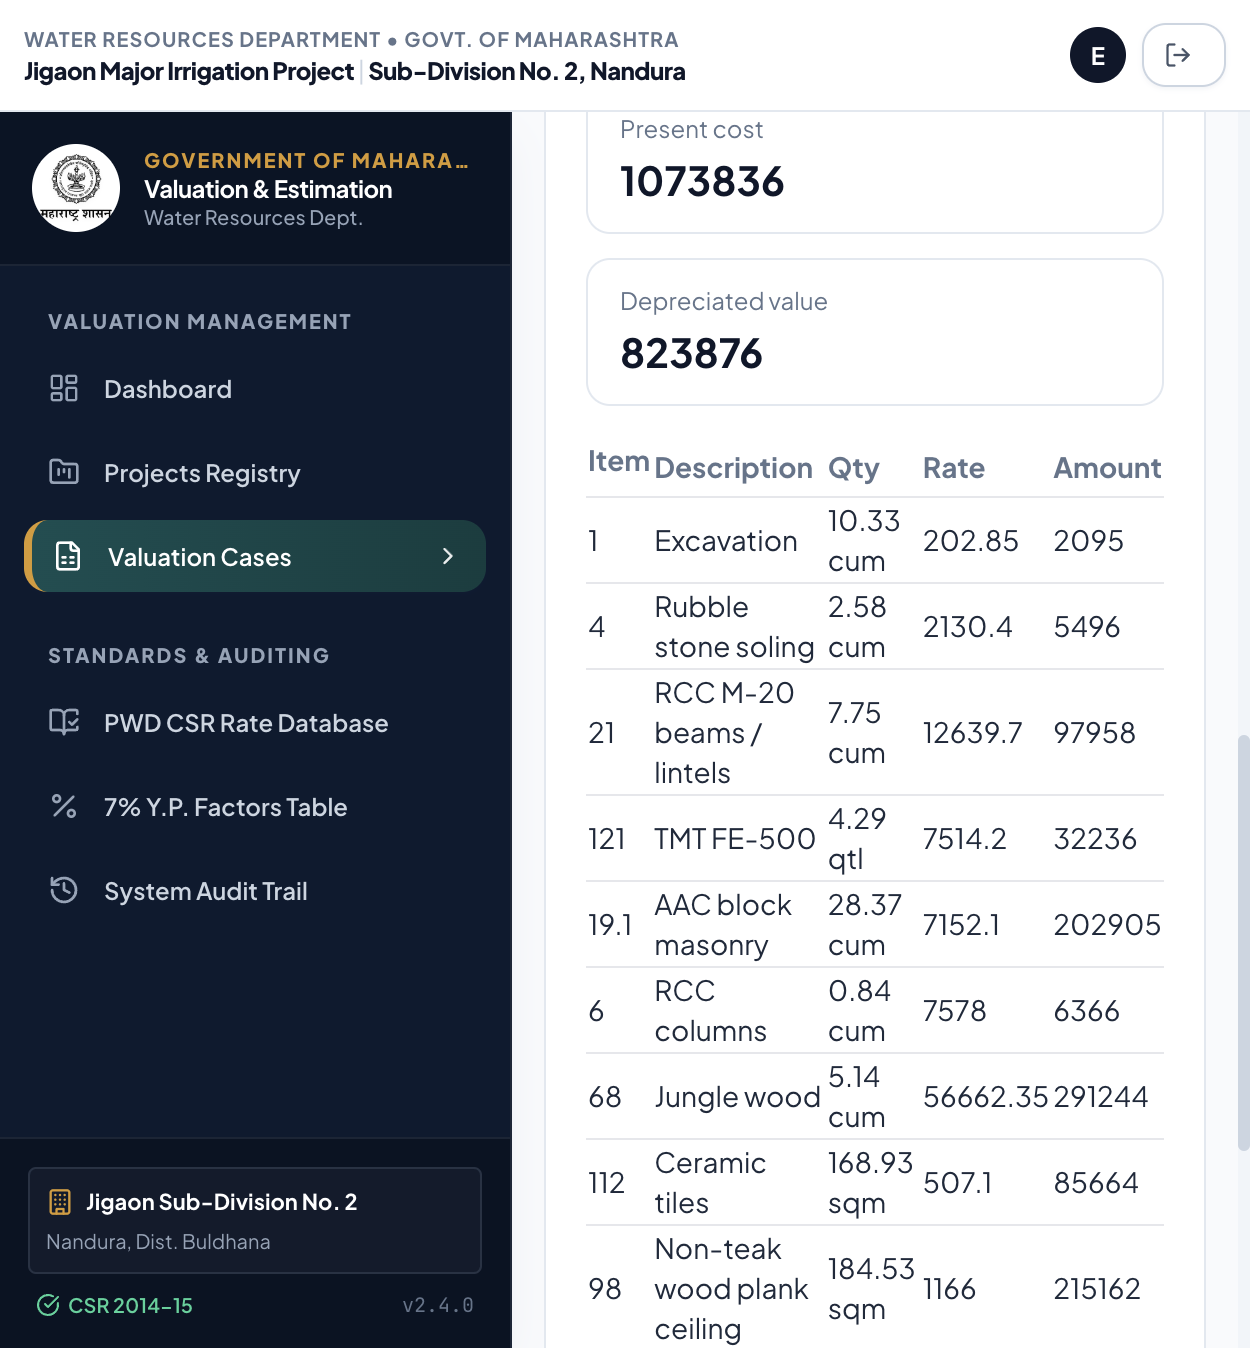 WATER RESOURCES DEPARTMENT • GOVT. OF MAHARASHTRA
Jigaon Major Irrigation Project | Sub-Division No. 2, Nandura
E
महाराष्ट्र शासन
GOVERNMENT OF MAHARA...
Valuation & Estimation
Water Resources Dept.
VALUATION MANAGEMENT
Dashboard
Projects Registry
Valuation Cases
STANDARDS & AUDITING
PWD CSR Rate Database
7% Y.P. Factors Table
System Audit Trail
Jigaon Sub-Division No. 2
Nandura, Dist. Buldhana
CSR 2014-15 v2.4.0
Present cost
1073836
Depreciated value
823876
Item Description Qty Rate Amount
1 Excavation 10.33 cum 202.85 2095
4 Rubble stone soling 2.58 cum 2130.4 5496
21 RCC M-20 beams / lintels 7.75 cum 12639.7 97958
121 TMT FE-500 4.29 qtl 7514.2 32236
19.1 AAC block masonry 28.37 cum 7152.1 202905
6 RCC columns 0.84 cum 7578 6366
68 Jungle wood 5.14 cum 56662.35 291244
112 Ceramic tiles 168.93 sqm 507.1 85664
98 Non-teak wood plank ceiling 184.53 sqm 1166 215162